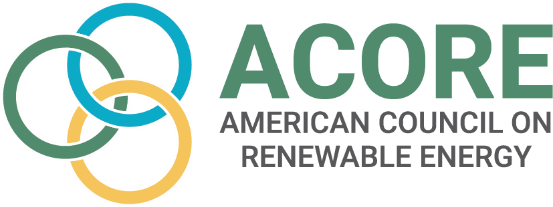 ACORE
AMERICAN COUNCIL ON
RENEWABLE ENERGY